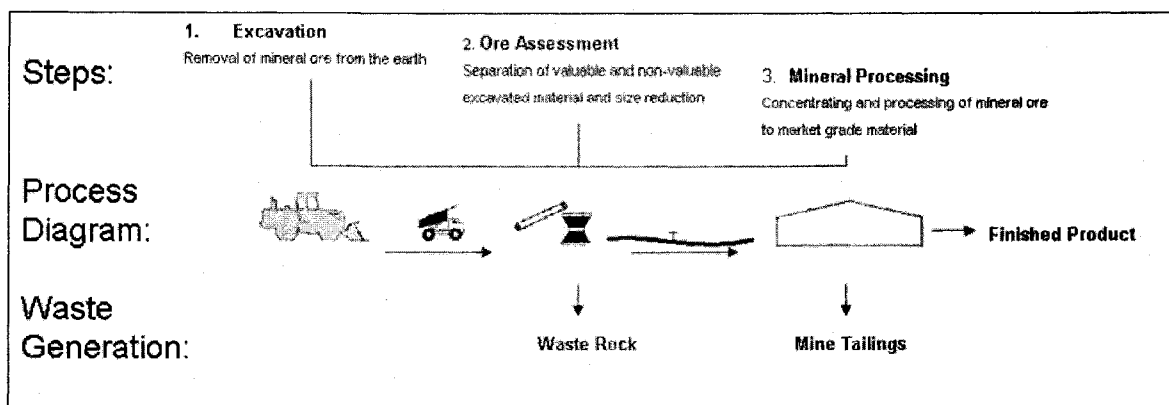 Steps:
1. Excavation
Removal of mineral ore from the earth
2. Ore Assessment
Separation of valuable and non-valuable
excavated material and size reduction
3. Mineral Processing
Concentrating and processing of mineral ore
to market grade material
Process
Diagram:
Finished Product
Waste
Generation:
Waste Rock
Mine Tailings